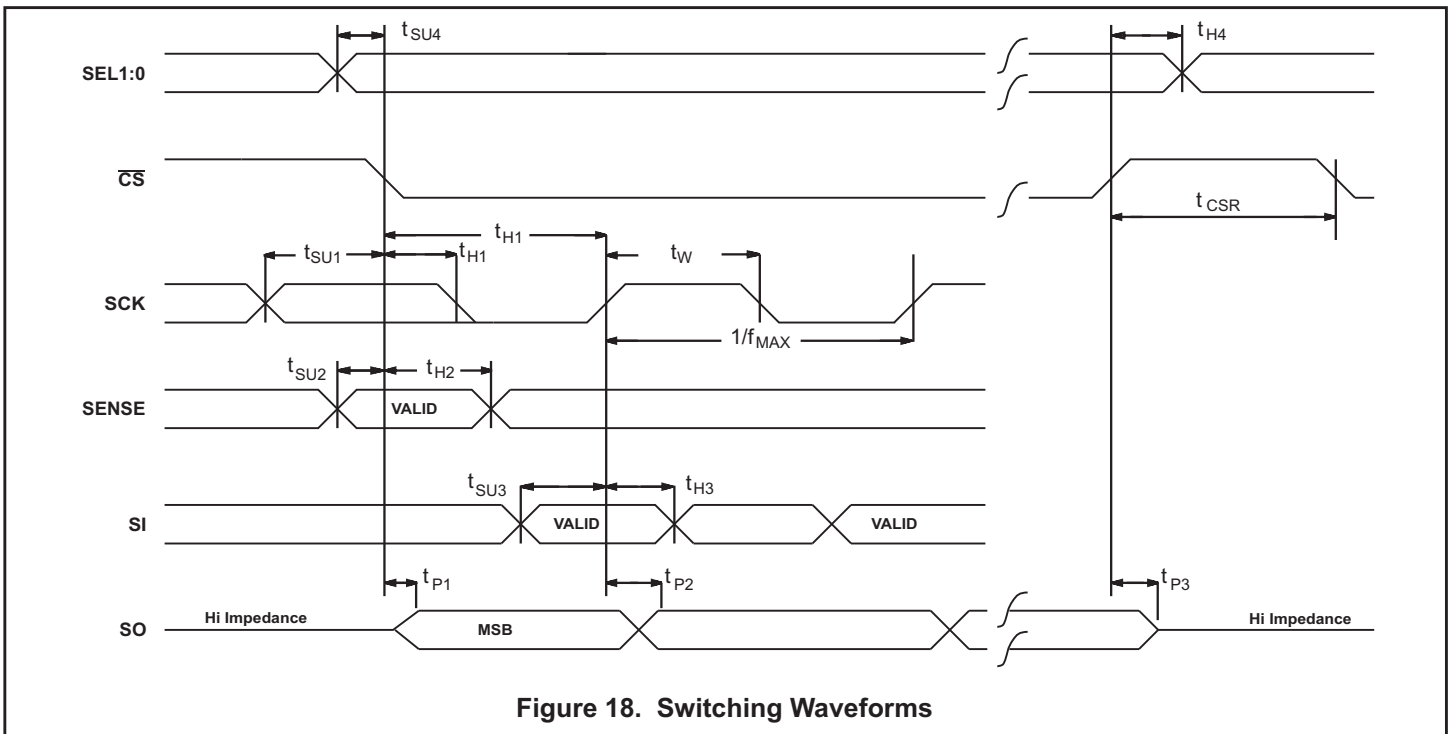 tSU4
tH4
SEL1:0
CS
tCSR
tH1
tSU1
tH1
tW
SCK
1/fMAX
tSU2
tH2
SENSE
VALID
tSU3
tH3
SI
VALID
VALID
tP1
tP2
tP3
SO
Hi Impedance
MSB
Hi Impedance
Figure 18. Switching Waveforms